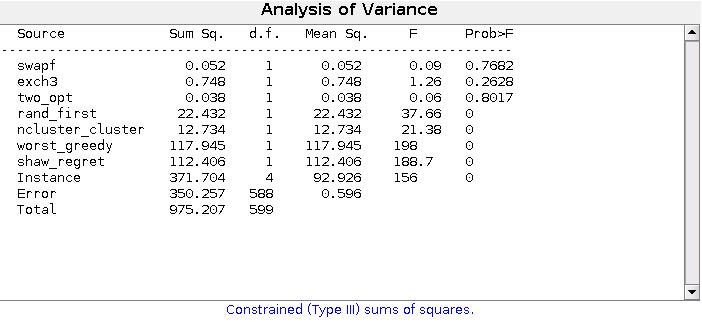 Analysis of Variance
Source Sum Sq. d.f. Mean Sq. F Prob>F
swapf 0.052 1 0.052 0.09 0.7682
exch3 0.748 1 0.748 1.26 0.2628
two_opt 0.038 1 0.038 0.06 0.8017
rand_first 22.432 1 22.432 37.66 0
ncluster_cluster 12.734 1 12.734 21.38 0
worst_greedy 117.945 1 117.945 198 0
shaw_regret 112.406 1 112.406 188.7 0
Instance 371.704 4 92.926 156 0
Error 350.257 588 0.596
Total 975.207 599
Constrained (Type III) sums of squares.